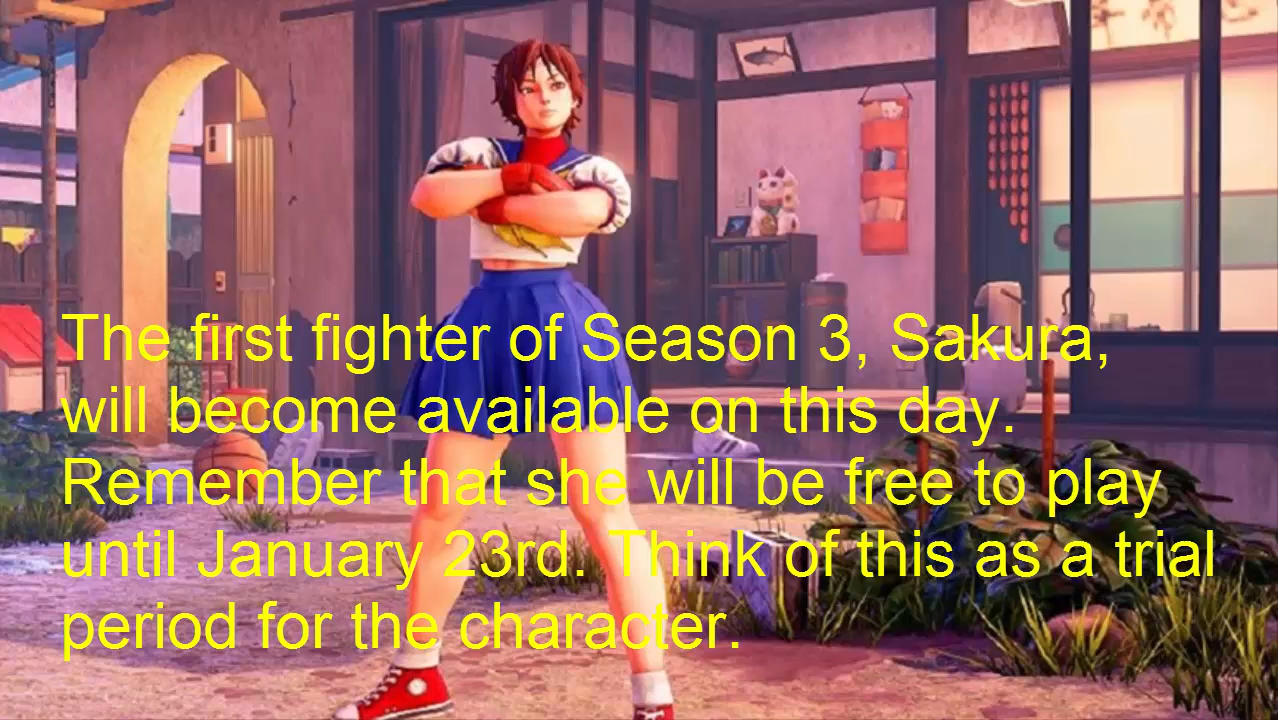 The first fighter of Season 3, Sakura,
will become available on this day.
Remember that she will be free to play
until January 23rd. Think of this as a trial
period for the character.